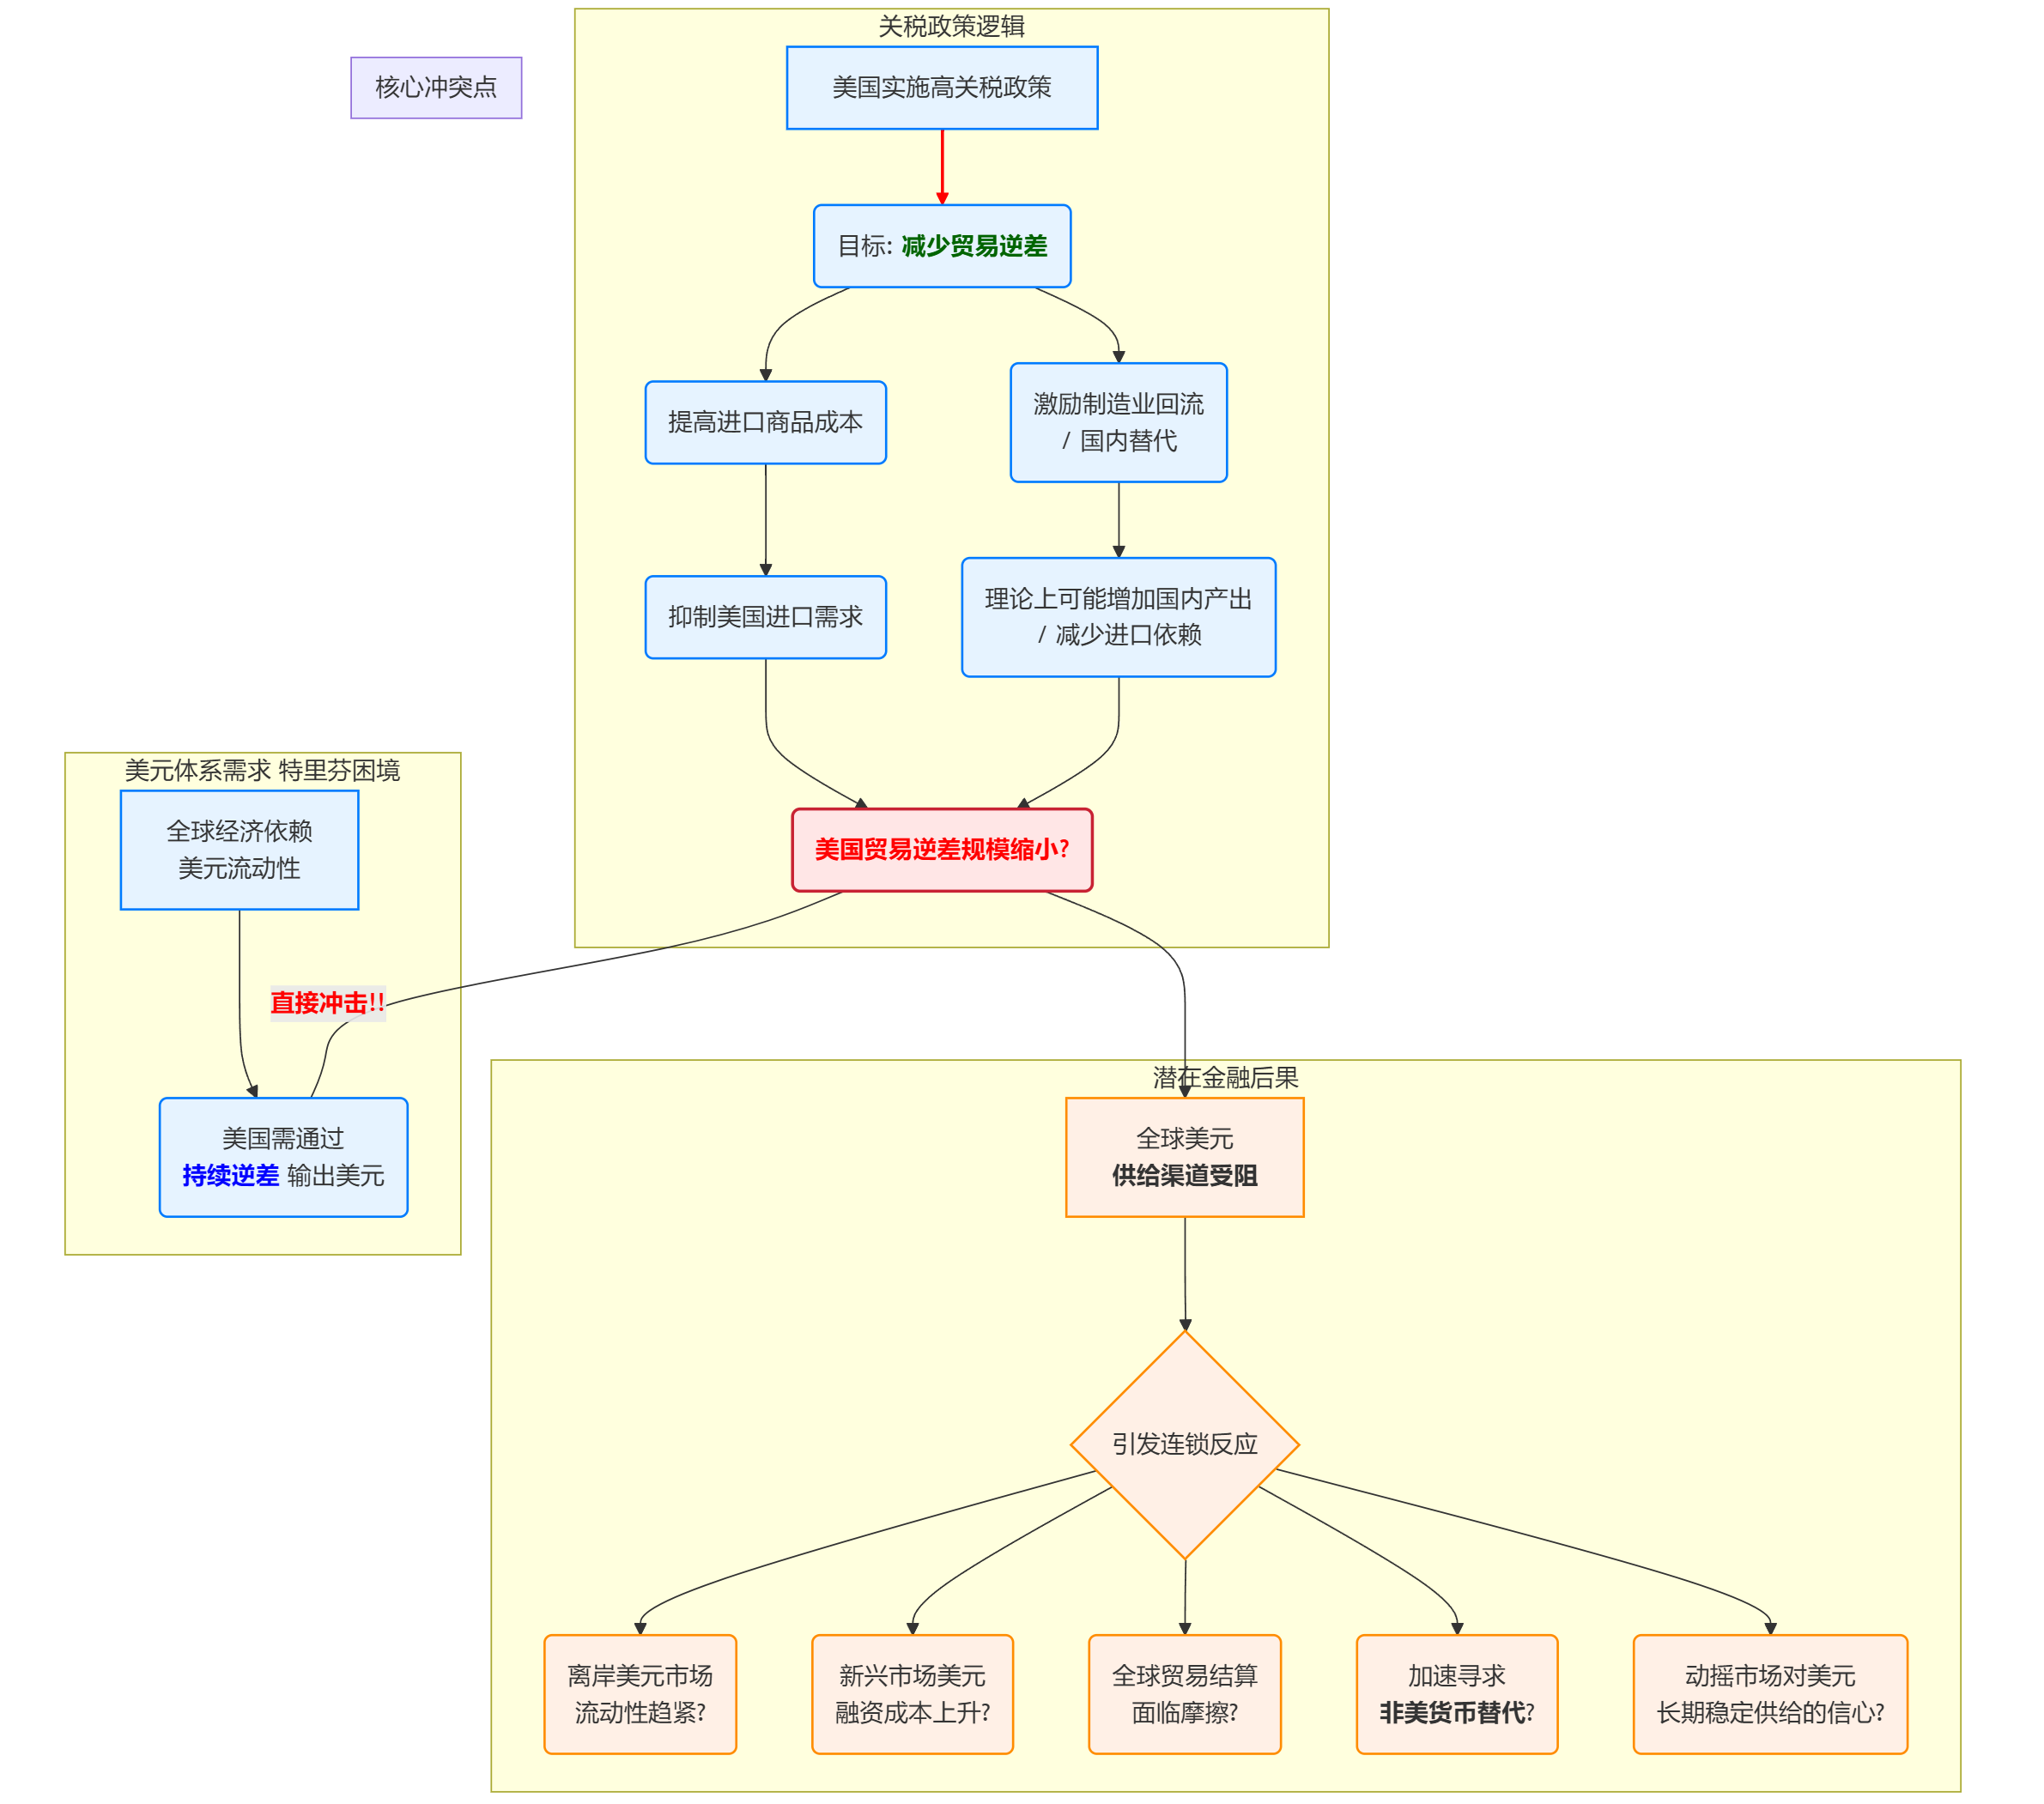 核心冲突点
关税政策逻辑
美国实施高关税政策
目标: 减少贸易逆差
提高进口商品成本
激励制造业回流
/ 国内替代
抑制美国进口需求
理论上可能增加国内产出
/ 减少进口依赖
美国贸易逆差规模缩小?
美元体系需求 特里芬困境
全球经济依赖
美元流动性
直接冲击!!
美国需通过
持续逆差 输出美元
潜在金融后果
全球美元
供给渠道受阻
引发连锁反应
离岸美元市场
流动性趋紧?
新兴市场美元
融资成本上升?
全球贸易结算
面临摩擦?
加速寻求
非美货币替代?
动摇市场对美元
长期稳定供给的信心?